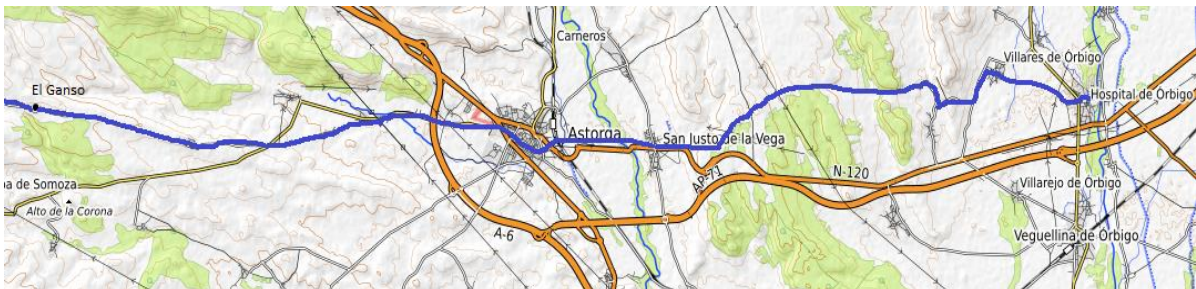 Carneros
Villares de Órbigo
El Ganso
Hospital de Órbigo
Astorga
San Justo de la Vega
AP-71
N-120
pa de Somoza
Villarejo de Órbigo
Alto de la Corona
A-6
Veguellina de Órbigo